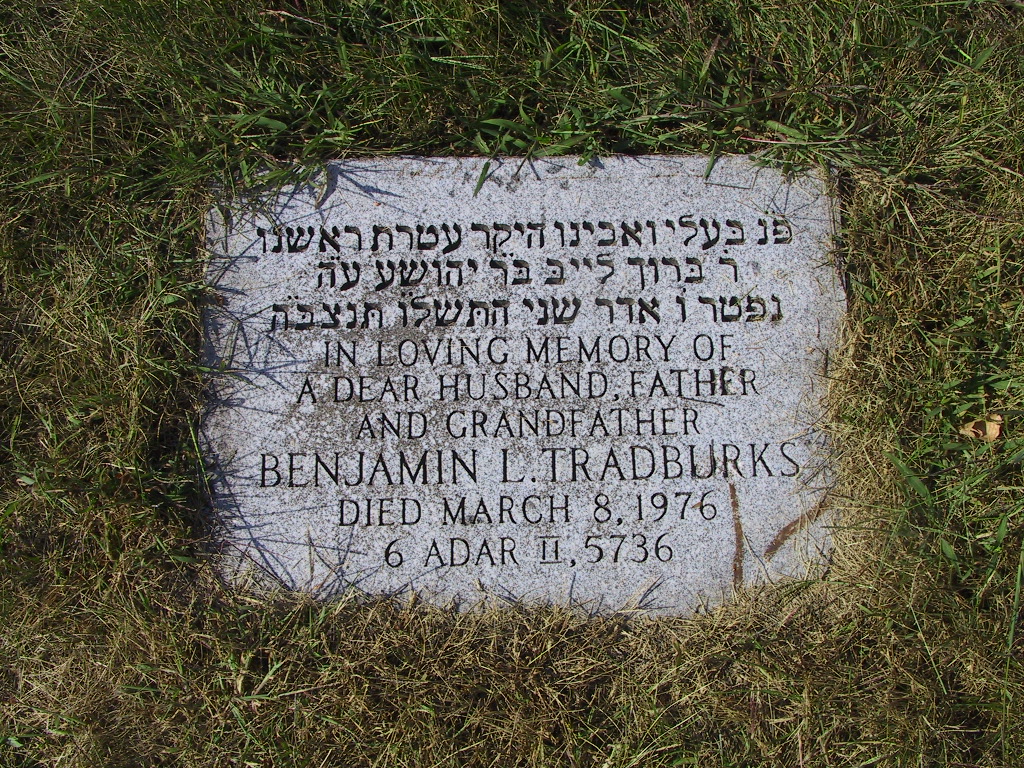 פנ בעלי ואבינו היקר עטרת ראשנו
ר ברוך לייב בר יהושע עה
נפטר ו אדר שני התשלו תנצבה
IN LOVING MEMORY OF
A DEAR HUSBAND, FATHER
AND GRANDFATHER
BENJAMIN L. TRADBURKS
DIED MARCH 8, 1976
6 ADAR II, 5736